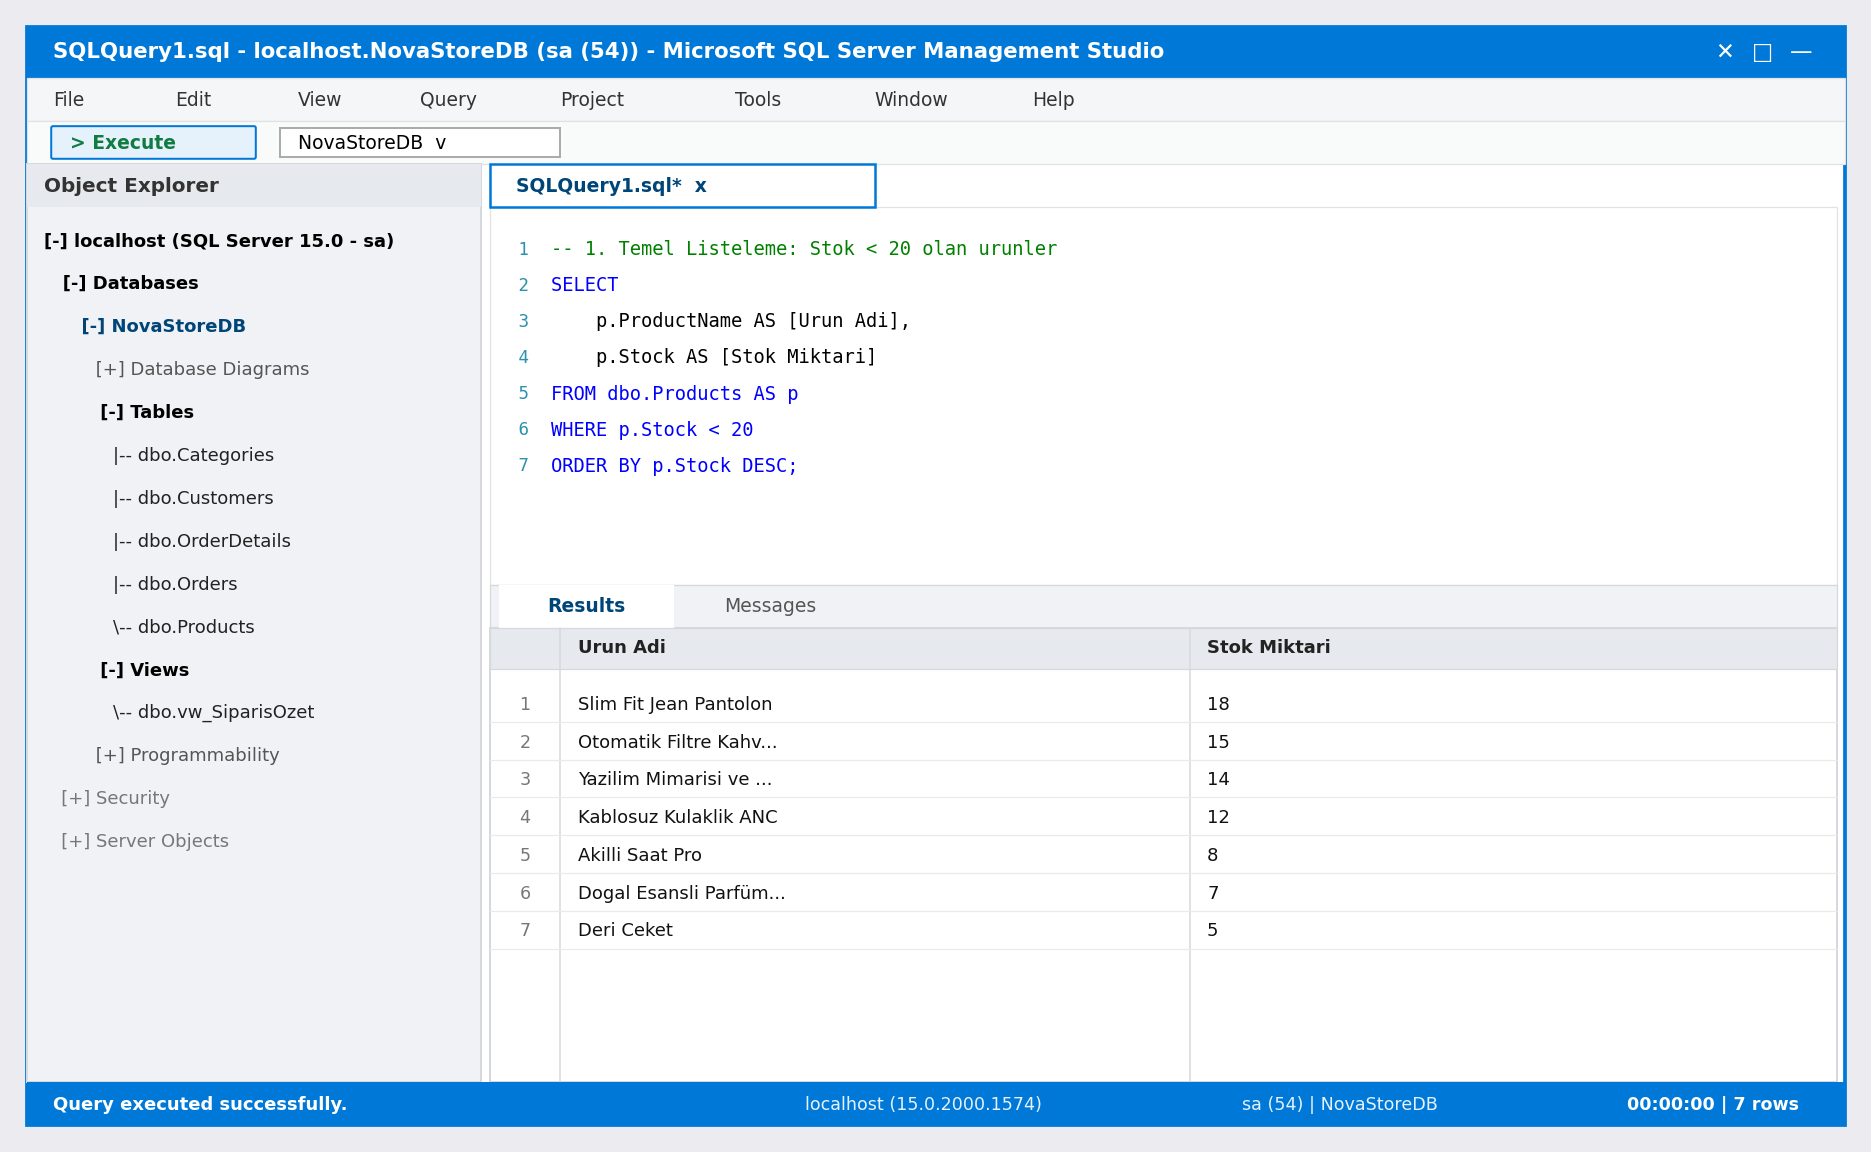 SQLQuery1.sql - localhost.NovaStoreDB (sa (54)) - Microsoft SQL Server Management Studio ✕ □ —
File Edit View Query Project Tools Window Help
> Execute NovaStoreDB v
Object Explorer
[-] localhost (SQL Server 15.0 - sa)
[-] Databases
[-] NovaStoreDB
[+] Database Diagrams
[-] Tables
|-- dbo.Categories
|-- dbo.Customers
|-- dbo.OrderDetails
|-- dbo.Orders
\-- dbo.Products
[-] Views
\-- dbo.vw_SiparisOzet
[+] Programmability
[+] Security
[+] Server Objects
SQLQuery1.sql* x
1 -- 1. Temel Listeleme: Stok < 20 olan urunler
2 SELECT
3 p.ProductName AS [Urun Adi],
4 p.Stock AS [Stok Miktari]
5 FROM dbo.Products AS p
6 WHERE p.Stock < 20
7 ORDER BY p.Stock DESC;
Results Messages
Urun Adi Stok Miktari
1 Slim Fit Jean Pantolon 18
2 Otomatik Filtre Kahv... 15
3 Yazilim Mimarisi ve ... 14
4 Kablosuz Kulaklik ANC 12
5 Akilli Saat Pro 8
6 Dogal Esansli Parfüm... 7
7 Deri Ceket 5
Query executed successfully. localhost (15.0.2000.1574) sa (54) | NovaStoreDB 00:00:00 | 7 rows